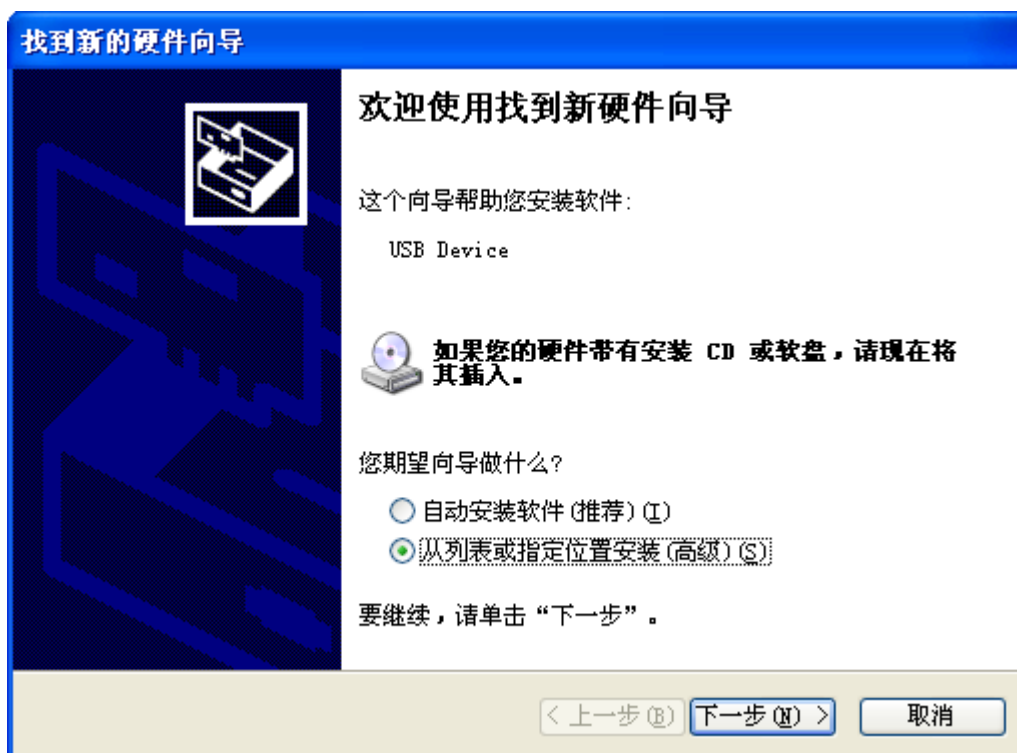 找到新的硬件向导
欢迎使用找到新硬件向导
这个向导帮助您安装软件:
USB Device
如果您的硬件带有安装 CD 或软盘，请现在将
其插入。
您期望向导做什么?
自动安装软件(推荐)(I)
从列表或指定位置安装(高级)(S)
要继续，请单击“下一步”。
< 上一步(B) 下一步(N) > 取消